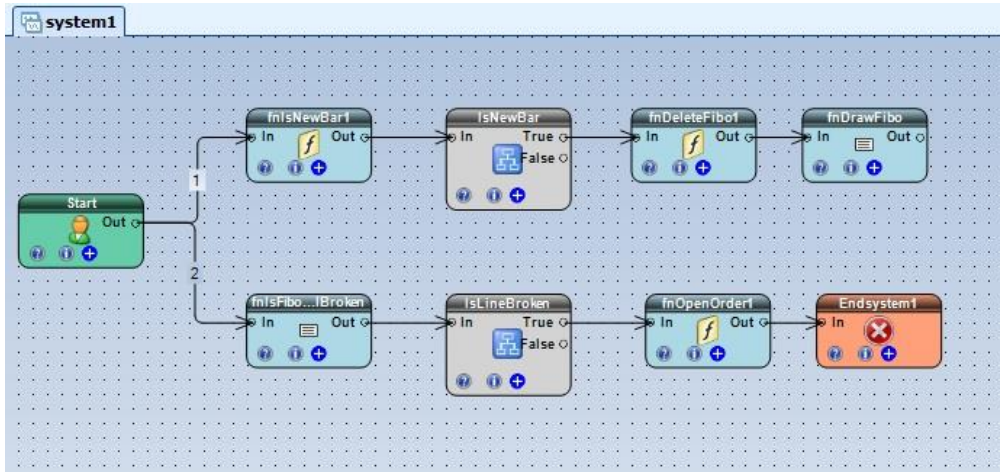 system1
fnIsNewBar1
In Out
IsNewBar
In True
False
fnDeleteFibo1
In Out
fnDrawFibo
In Out
1
Start
Out
2
fnIsFibo...lBroken
In Out
IsLineBroken
In True
False
fnOpenOrder1
In Out
Endsystem1
In